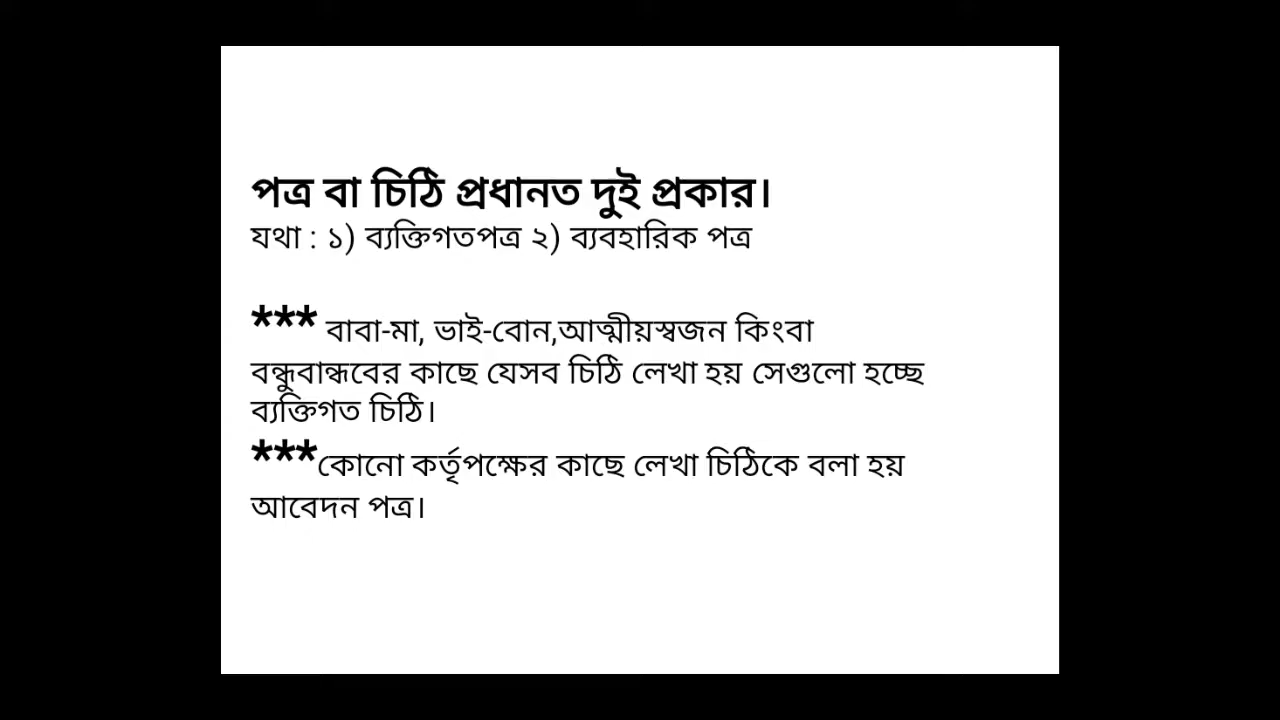 পত্র বা চিঠি প্রধানত দুই প্রকার।
যথা : ১) ব্যক্তিগতপত্র ২) ব্যবহারিক পত্র
*** বাবা-মা, ভাই-বোন,আত্মীয়স্বজন কিংবা
বন্ধুবান্ধবের কাছে যেসব চিঠি লেখা হয় সেগুলো হচ্ছে
ব্যক্তিগত চিঠি।
***কোনো কর্তৃপক্ষের কাছে লেখা চিঠিকে বলা হয়
আবেদন পত্র।